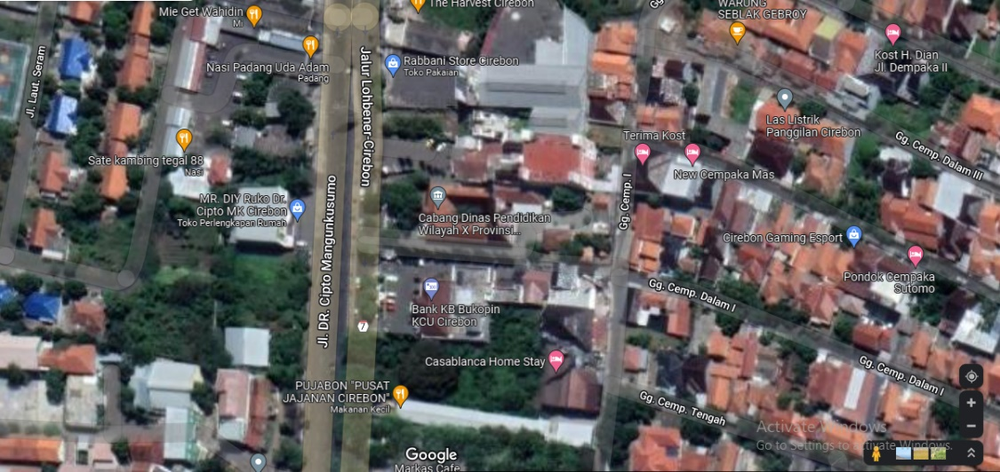 The Harvest Cirebon
Mie Get Wahidin
Mi
Nasi Padang Uda Adam
Padang
Rabbani Store Cirebon
Toko Pakaian
WARUNG
SEBLAK GEBROY
Kost H. Dian
Jl. Dempaka II
Jl. Laut. Seram
Jalur Lohbener-Cirebon
Gg
Las Listrik
Panggilan Cirebon
Gg. Cemp. Dalam III
Sate kambing tegal 88
Nasi
Terima Kost
New Cempaka Mas
MR. DIY Ruko Dr.
Cipto MK Cirebon
Toko Perlengkapan Rumah
Jl. DR. Cipto Mangunkusumo
Cabang Dinas Pendidikan
Wilayah X Provinsi...
Gg. Cemp. I
Cirebon Gaming Esport
Pondok Cempaka
Sutomo
Gg. Cemp. Dalam I
Bank KB Bukopin
KCU Cirebon
7
Casablanca Home Stay
Gg. Cemp. Dalam I
PUJABON "PUSAT
JAJANAN CIREBON"
Makanan Kecil
Gg. Cemp. Tengah
Activate Windows
Go to Settings to activate Windows.
Google
Markas Cafe